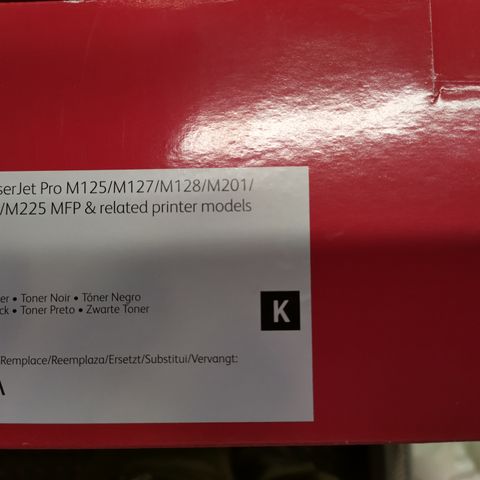 serJet Pro M125/M127/M128/M201/
/M225 MFP & related printer models
er • Toner Noir • Tóner Negro
ck • Toner Preto • Zwarte Toner
K
Remplace/Reemplaza/Ersetzt/Substitui/Vervangt:
A